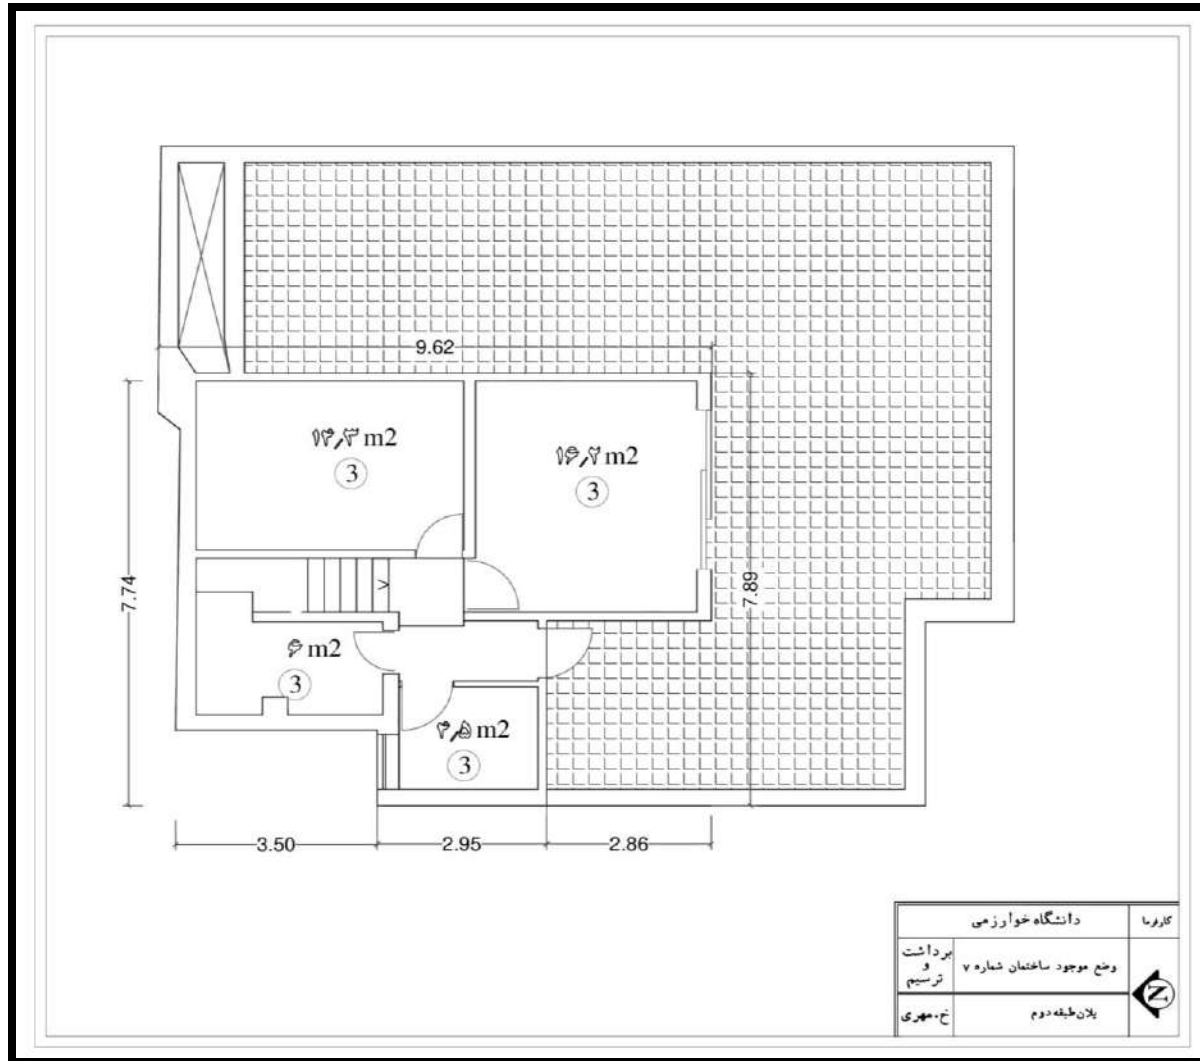 9.62
۱۴٫۳ m2
3
۱۶٫۲ m2
3
7.74
7.89
۶ m2
3
۴٫۵ m2
3
3.50
2.95
2.86
کارفرما
دانشگاه خوارزمی
وضع موجود ساختمان شماره ۷
برداشت
و
ترسیم
N
پلان طبقه دوم
خ.مهری